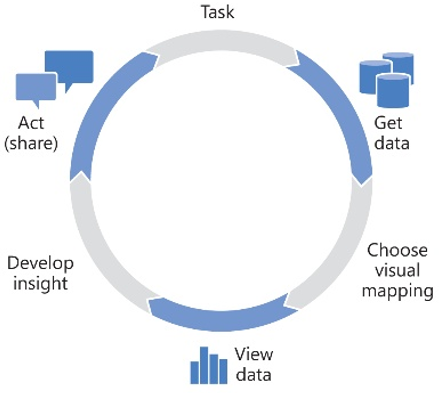 Task
Get
data
Choose
visual
mapping
View
data
Develop
insight
Act
(share)